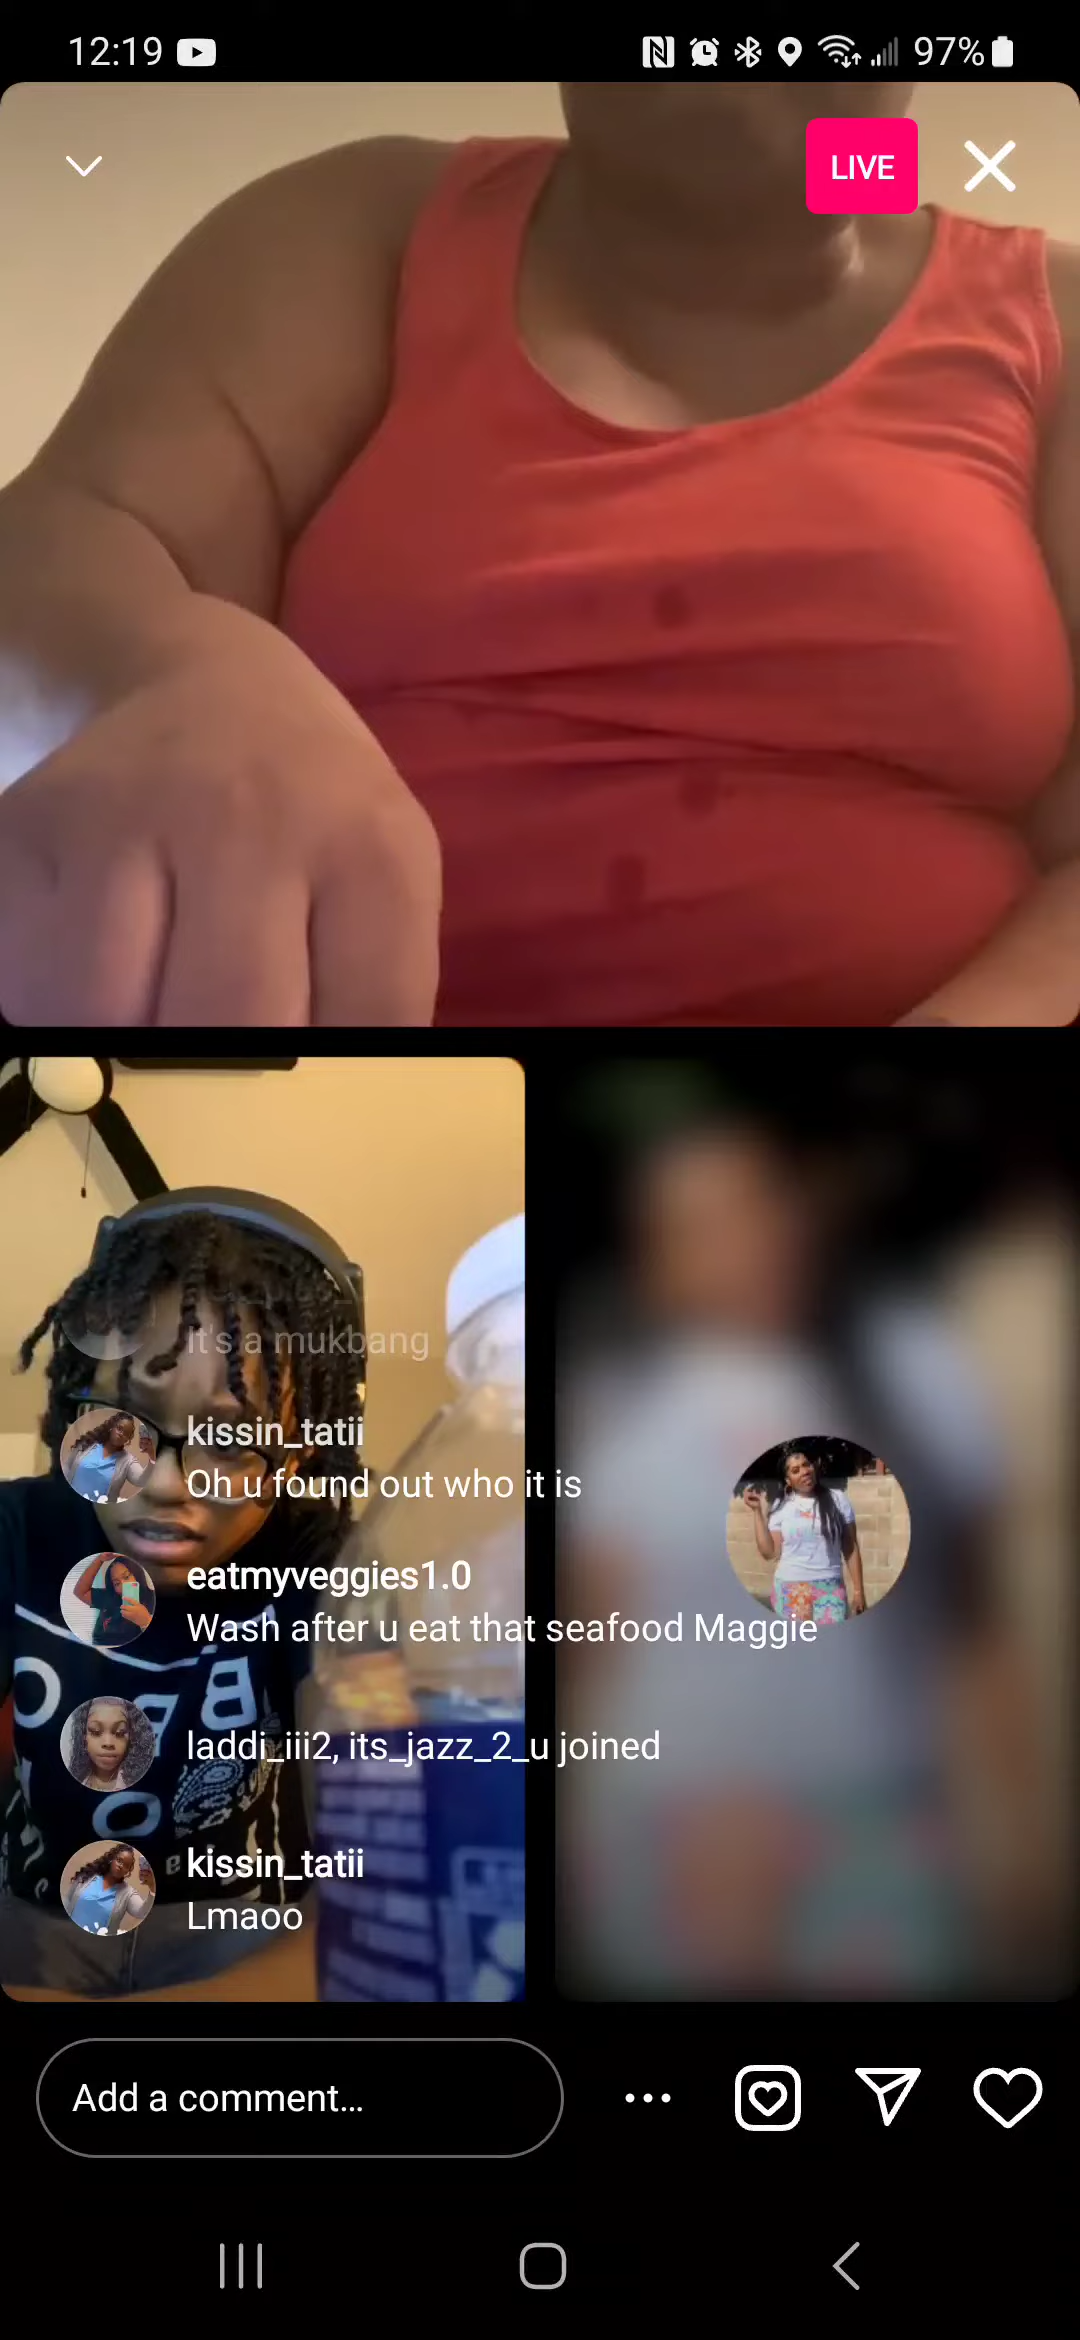 12:19
97%
LIVE
It's a mukbang
kissin_tatii
Oh u found out who it is
eatmyveggies1.0
Wash after u eat that seafood Maggie
laddi_iii2, its_jazz_2_u joined
kissin_tatii
Lmaoo
Add a comment...